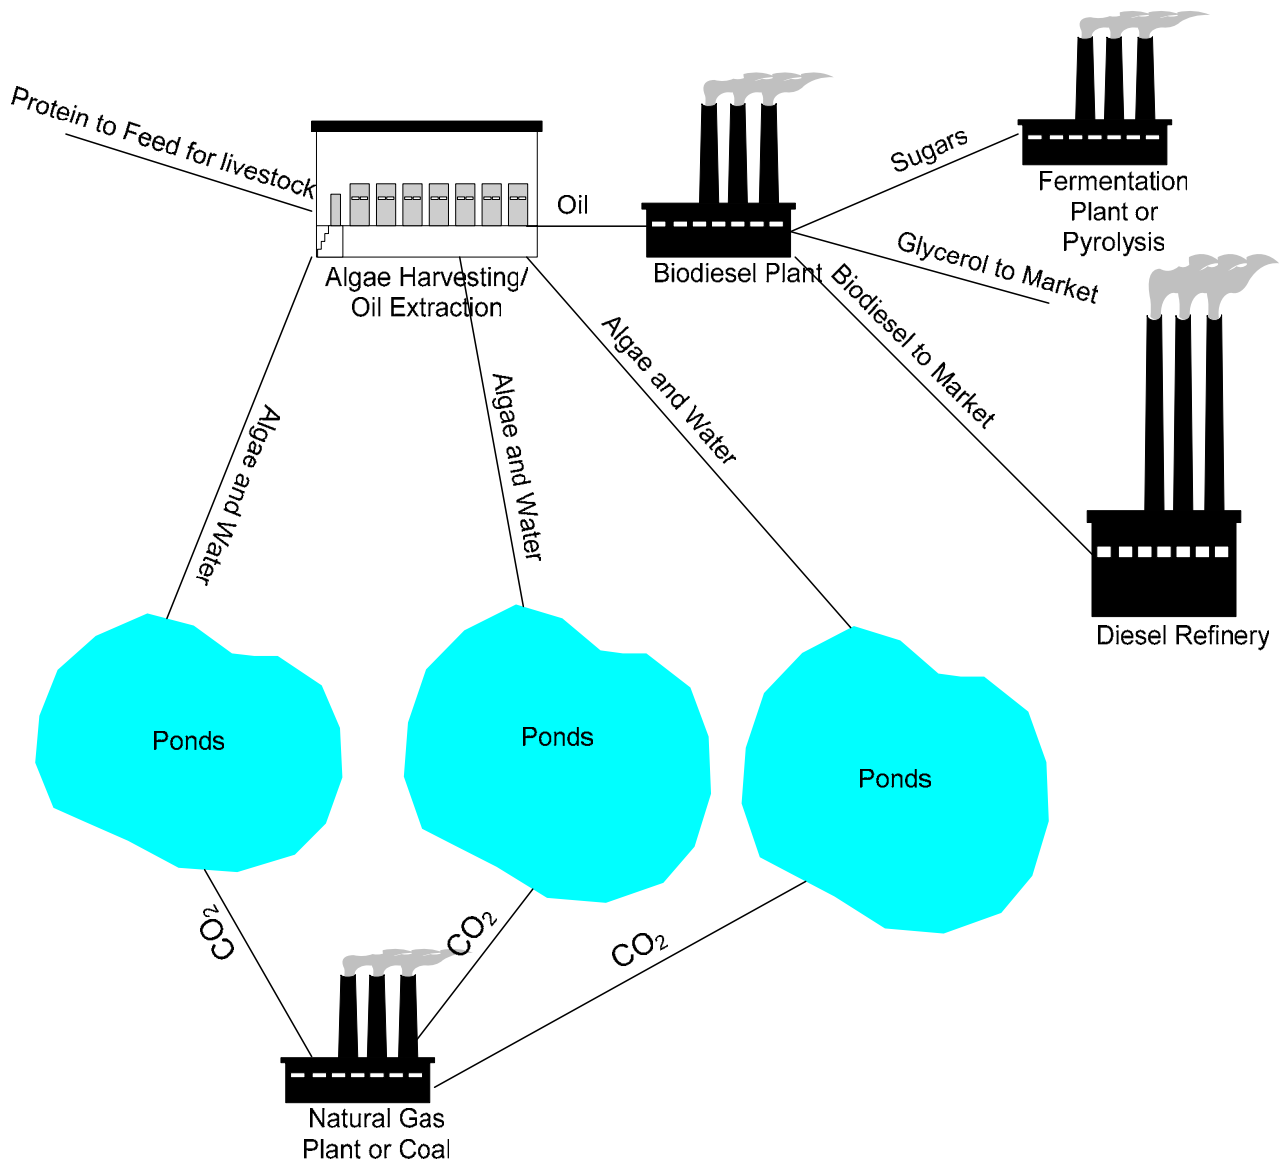 Protein to Feed for livestock
Oil
Sugars
Fermentation
Plant or
Pyrolysis
Algae Harvesting/
Oil Extraction
Biodiesel Plant
Glycerol to Market
Biodiesel to Market
Algae and Water
Algae and Water
Algae and Water
Diesel Refinery
Ponds
Ponds
Ponds
CO₂
CO₂
CO₂
Natural Gas
Plant or Coal